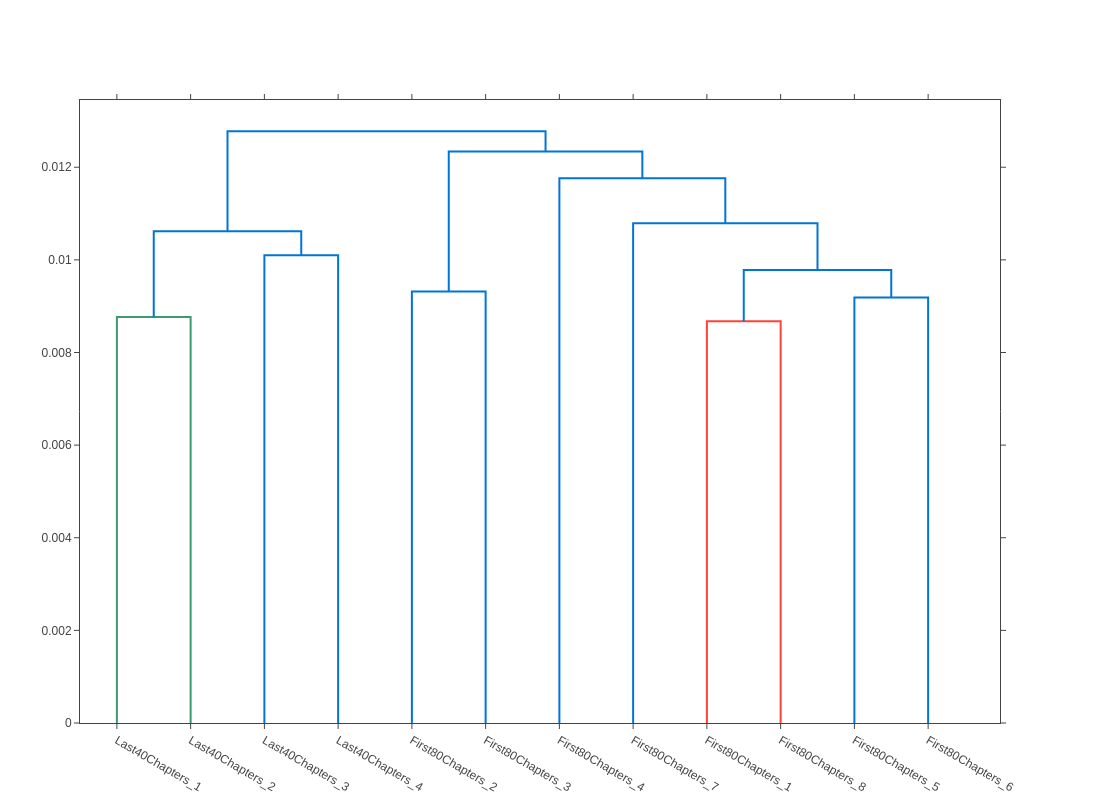 0.012
0.01
0.008
0.006
0.004
0.002
0
Last40Chapters_1
Last40Chapters_2
Last40Chapters_3
Last40Chapters_4
First80Chapters_2
First80Chapters_3
First80Chapters_4
First80Chapters_7
First80Chapters_1
First80Chapters_8
First80Chapters_5
First80Chapters_6